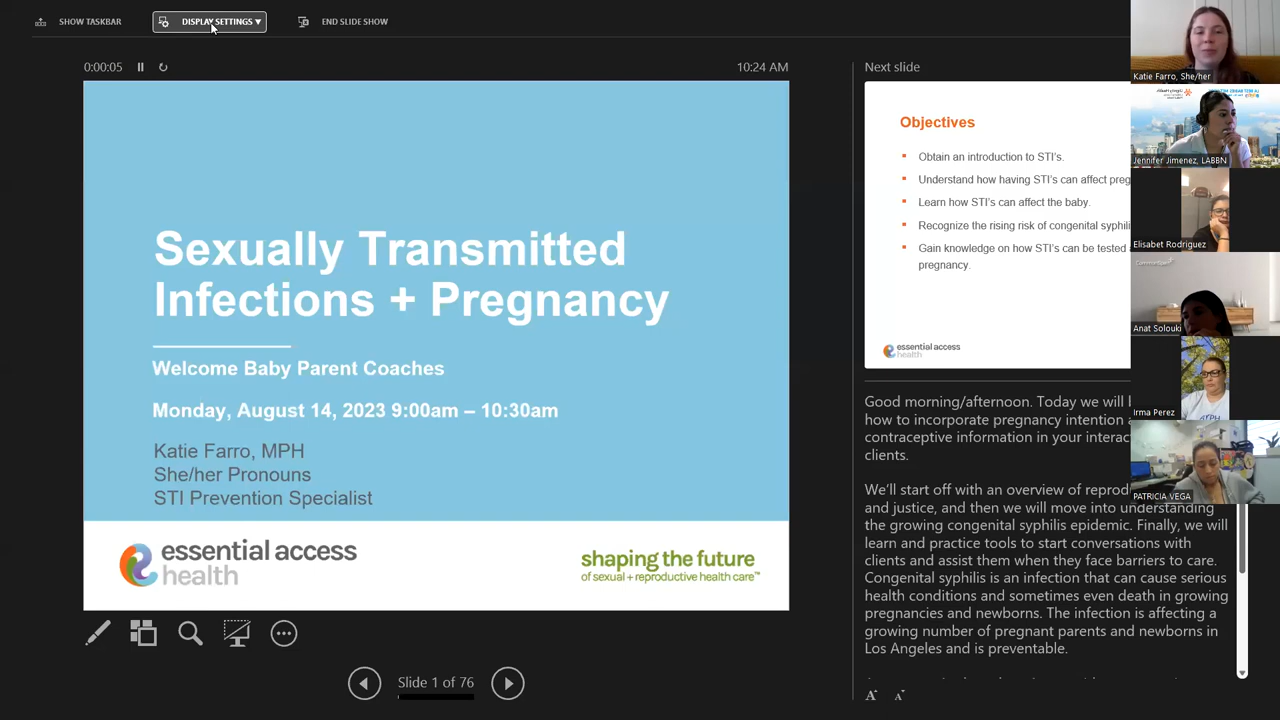 SHOW TASKBAR
DISPLAY SETTINGS ▾
END SLIDE SHOW
0:00:05
10:24 AM
Sexually Transmitted
Infections + Pregnancy
Welcome Baby Parent Coaches
Monday, August 14, 2023 9:00am – 10:30am
Katie Farro, MPH
She/her Pronouns
STI Prevention Specialist
essential access
health
shaping the future
of sexual + reproductive health care™
Slide 1 of 76
Next slide
Objectives
Obtain an introduction to STI's.
Understand how having STI's can affect preg
Learn how STI's can affect the baby.
Recognize the rising risk of congenital syphili
Gain knowledge on how STI's can be tested
pregnancy.
essential access
health
Good morning/afternoon. Today we will
how to incorporate pregnancy intention
contraceptive information in your interac
clients.
We'll start off with an overview of reprod
and justice, and then we will move into understanding
the growing congenital syphilis epidemic. Finally, we will
learn and practice tools to start conversations with
clients and assist them when they face barriers to care.
Congenital syphilis is an infection that can cause serious
health conditions and sometimes even death in growing
pregnancies and newborns. The infection is affecting a
growing number of pregnant parents and newborns in
Los Angeles and is preventable.
Katie Farro, She/her
Jennifer Jimenez, LABBN
Elisabet Rodriguez
Anat Solouki
Irma Perez
PATRICIA VEGA